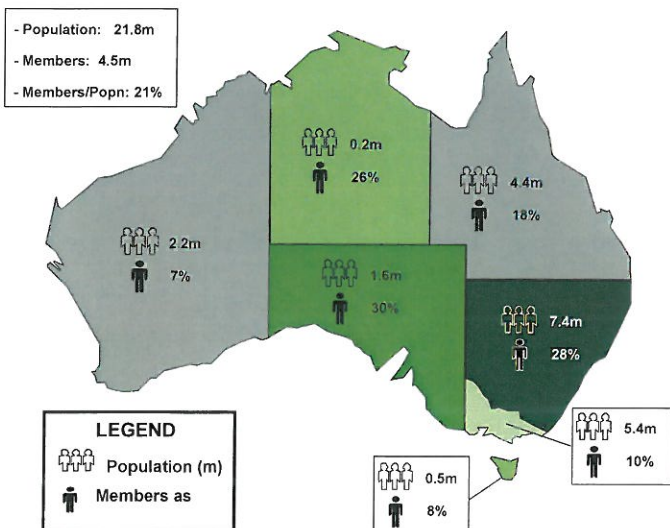 - Population: 21.8m
- Members: 4.5m
- Members/Popn: 21%
0.2m
26%
4.4m
18%
2.2m
7%
1.6m
30%
7.4m
28%
5.4m
10%
0.5m
8%
LEGEND
Population (m)
Members as